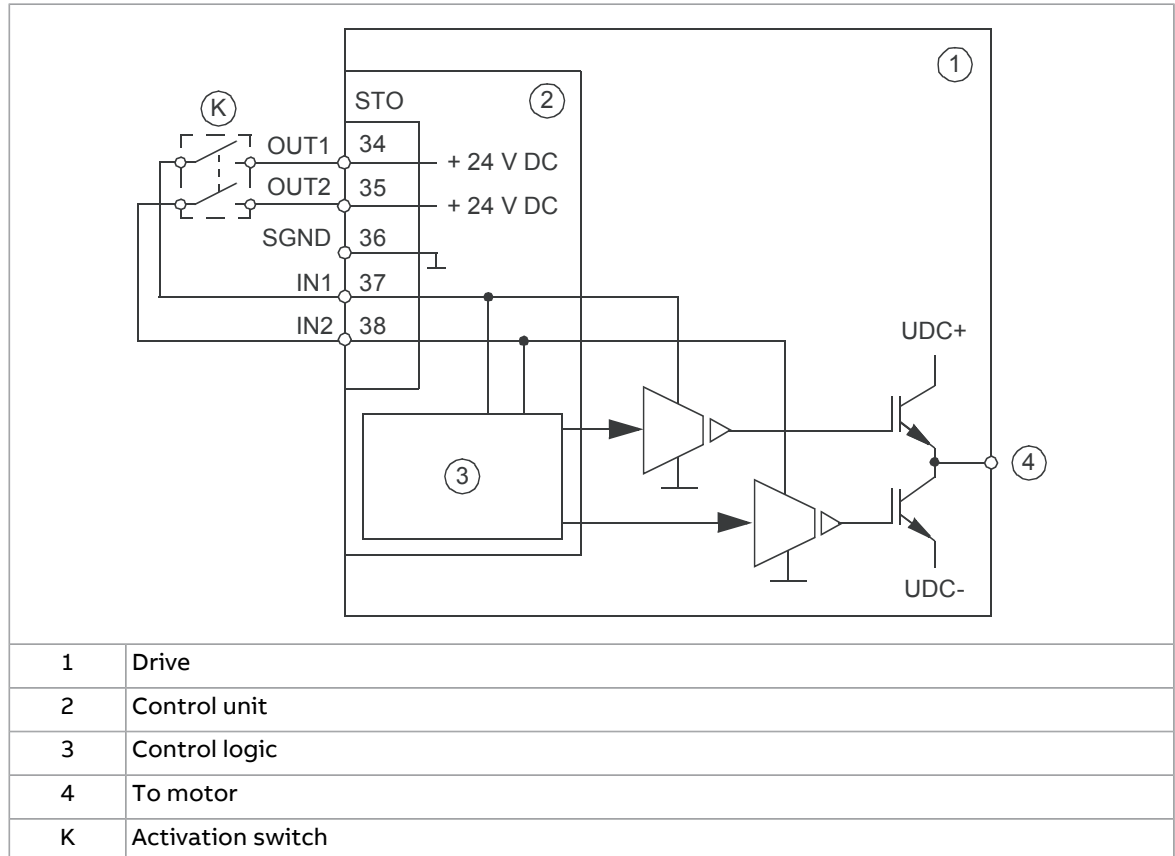 1
STO
2
K
OUT1 34 + 24 V DC
OUT2 35 + 24 V DC
SGND 36
IN1 37
IN2 38
UDC+
3
4
UDC-
1 Drive
2 Control unit
3 Control logic
4 To motor
K Activation switch